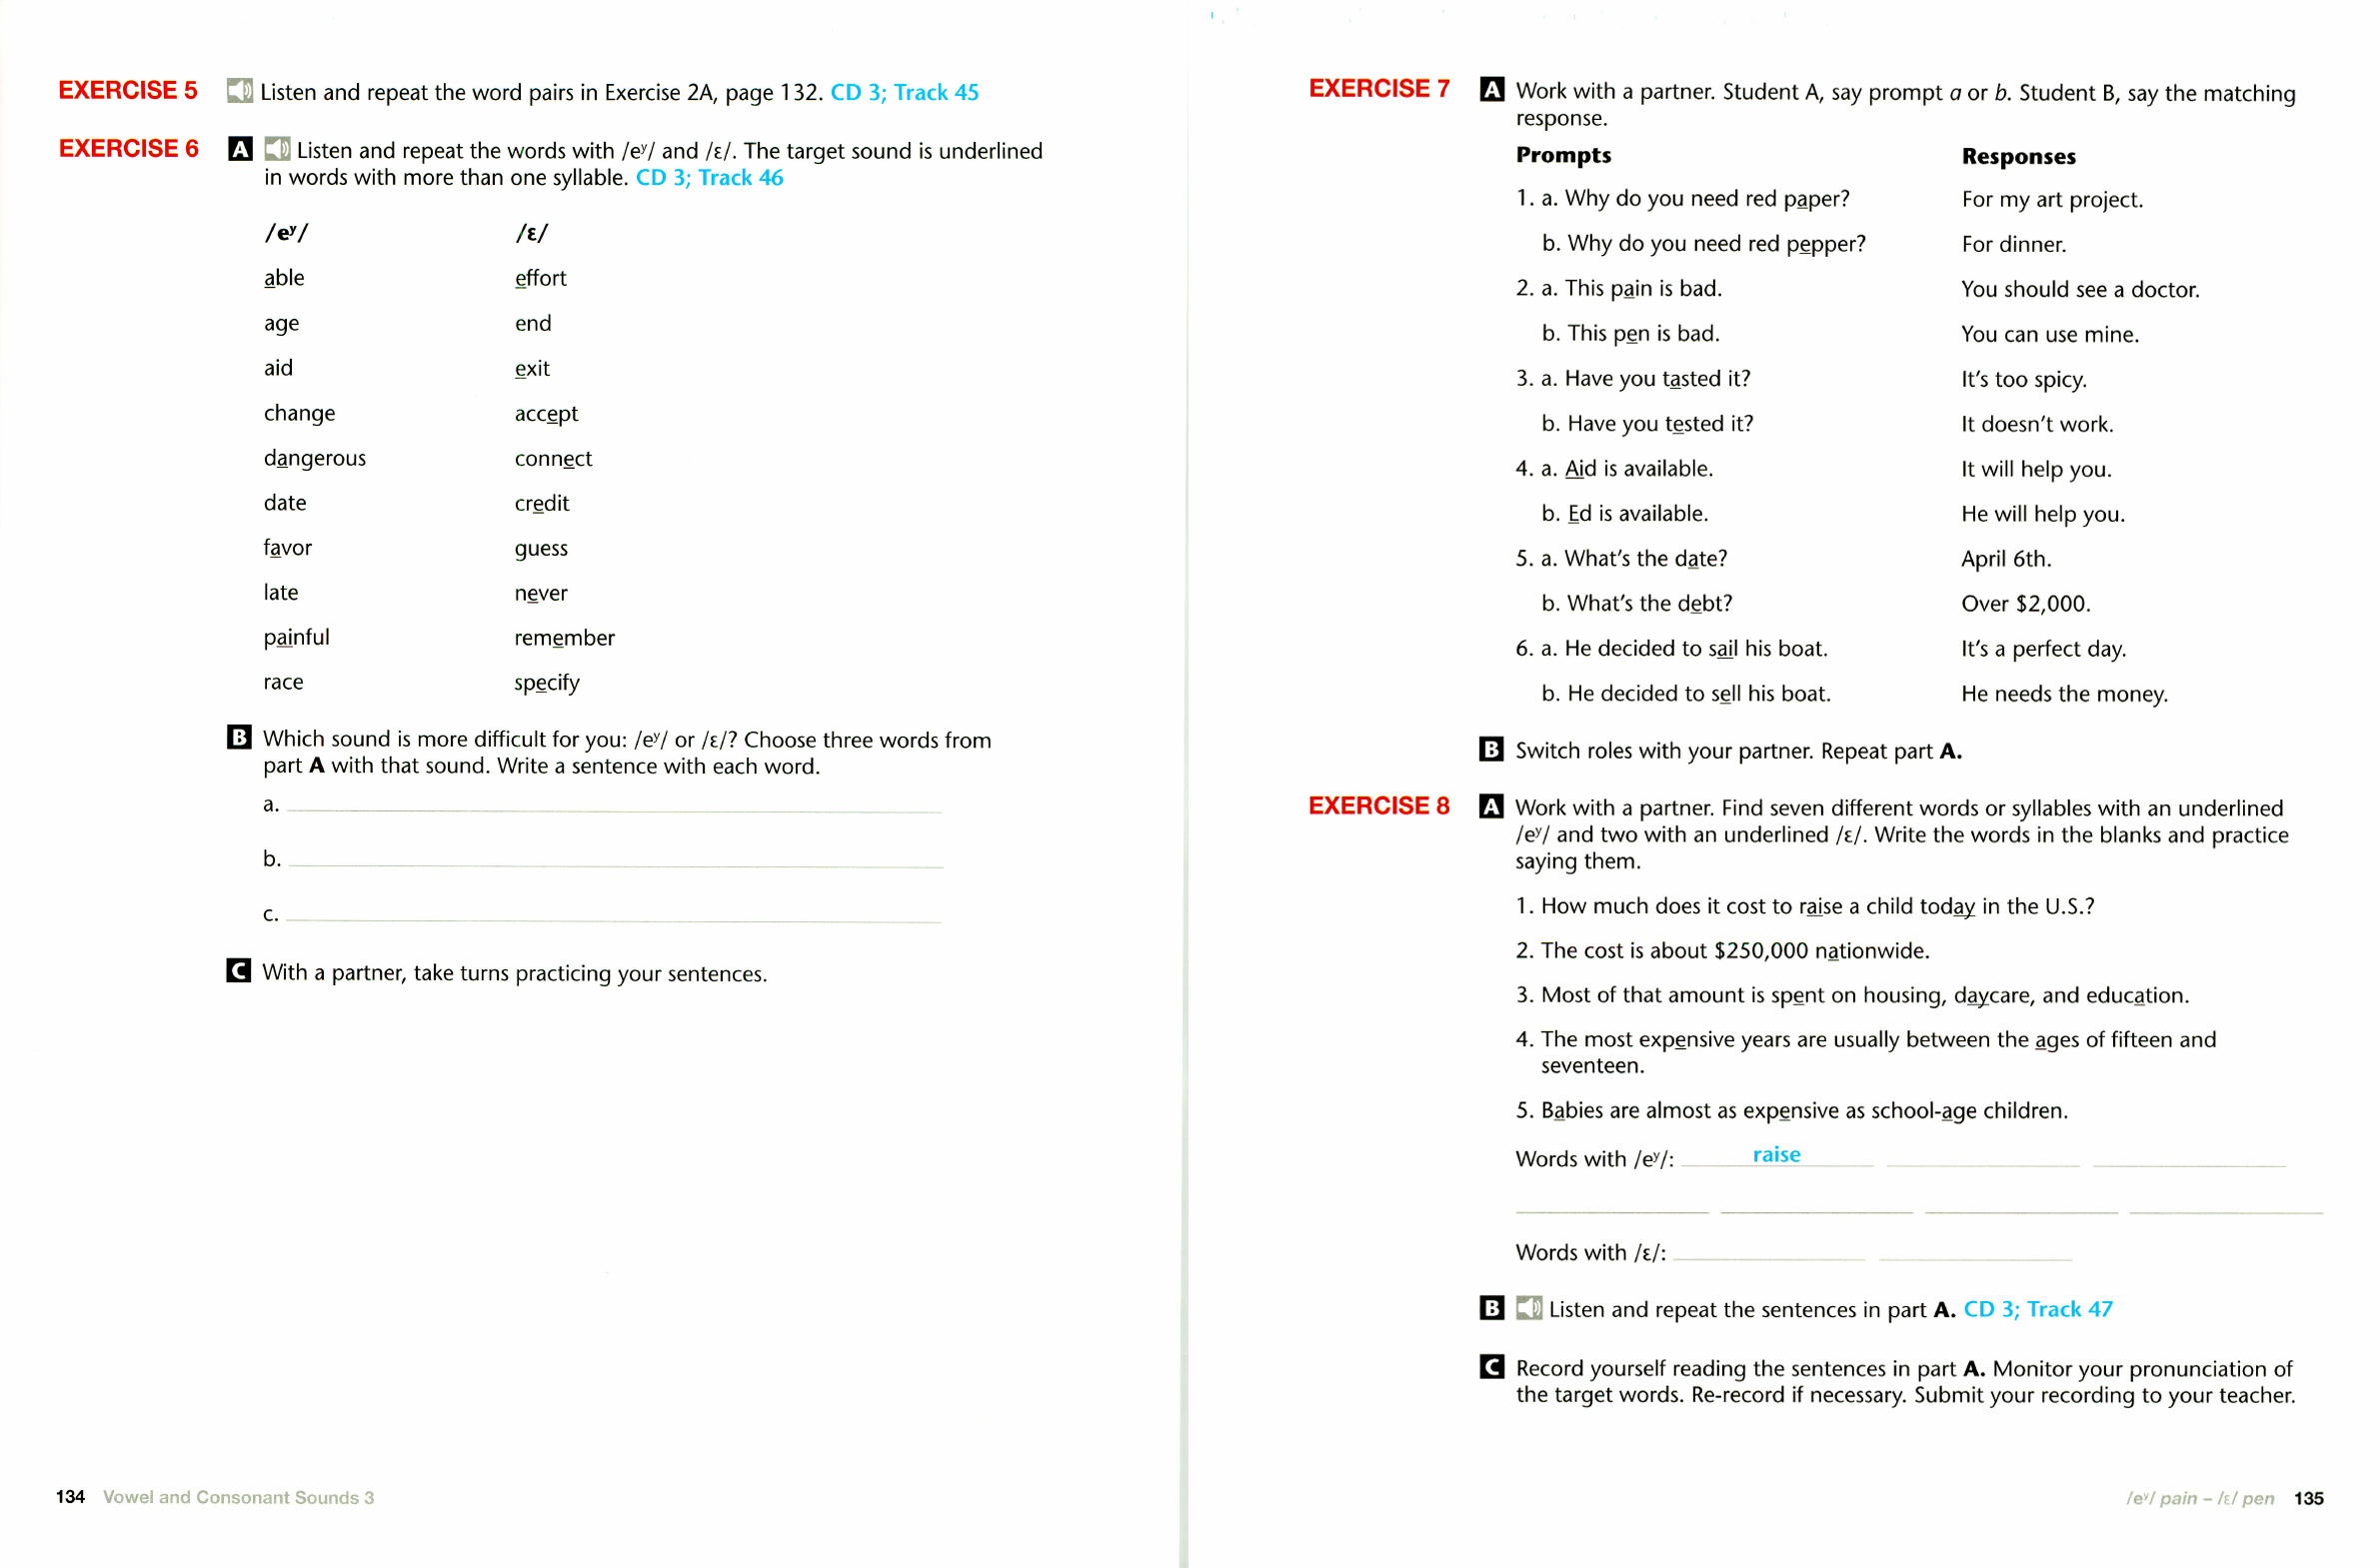 EXERCISE 5 Listen and repeat the word pairs in Exercise 2A, page 132. CD 3; Track 45
EXERCISE 6 A Listen and repeat the words with /eʸ/ and /ɛ/. The target sound is underlined
in words with more than one syllable. CD 3; Track 46
/eʸ/ /ɛ/
able effort
age end
aid exit
change accept
dangerous connect
date credit
favor guess
late never
painful remember
race specify
B Which sound is more difficult for you: /eʸ/ or /ɛ/? Choose three words from
part A with that sound. Write a sentence with each word.
a.
b.
c.
C With a partner, take turns practicing your sentences.
134 Vowel and Consonant Sounds 3
EXERCISE 7 A Work with a partner. Student A, say prompt a or b. Student B, say the matching
response.
Prompts Responses
1. a. Why do you need red paper? For my art project.
b. Why do you need red pepper? For dinner.
2. a. This pain is bad. You should see a doctor.
b. This pen is bad. You can use mine.
3. a. Have you tasted it? It's too spicy.
b. Have you tested it? It doesn't work.
4. a. Aid is available. It will help you.
b. Ed is available. He will help you.
5. a. What's the date? April 6th.
b. What's the debt? Over $2,000.
6. a. He decided to sail his boat. It's a perfect day.
b. He decided to sell his boat. He needs the money.
B Switch roles with your partner. Repeat part A.
EXERCISE 8 A Work with a partner. Find seven different words or syllables with an underlined
/eʸ/ and two with an underlined /ɛ/. Write the words in the blanks and practice
saying them.
1. How much does it cost to raise a child today in the U.S.?
2. The cost is about $250,000 nationwide.
3. Most of that amount is spent on housing, daycare, and education.
4. The most expensive years are usually between the ages of fifteen and
seventeen.
5. Babies are almost as expensive as school-age children.
Words with /eʸ/: raise
Words with /ɛ/:
B Listen and repeat the sentences in part A. CD 3; Track 47
C Record yourself reading the sentences in part A. Monitor your pronunciation of
the target words. Re-record if necessary. Submit your recording to your teacher.
/eʸ/ pain – /ɛ/ pen 135